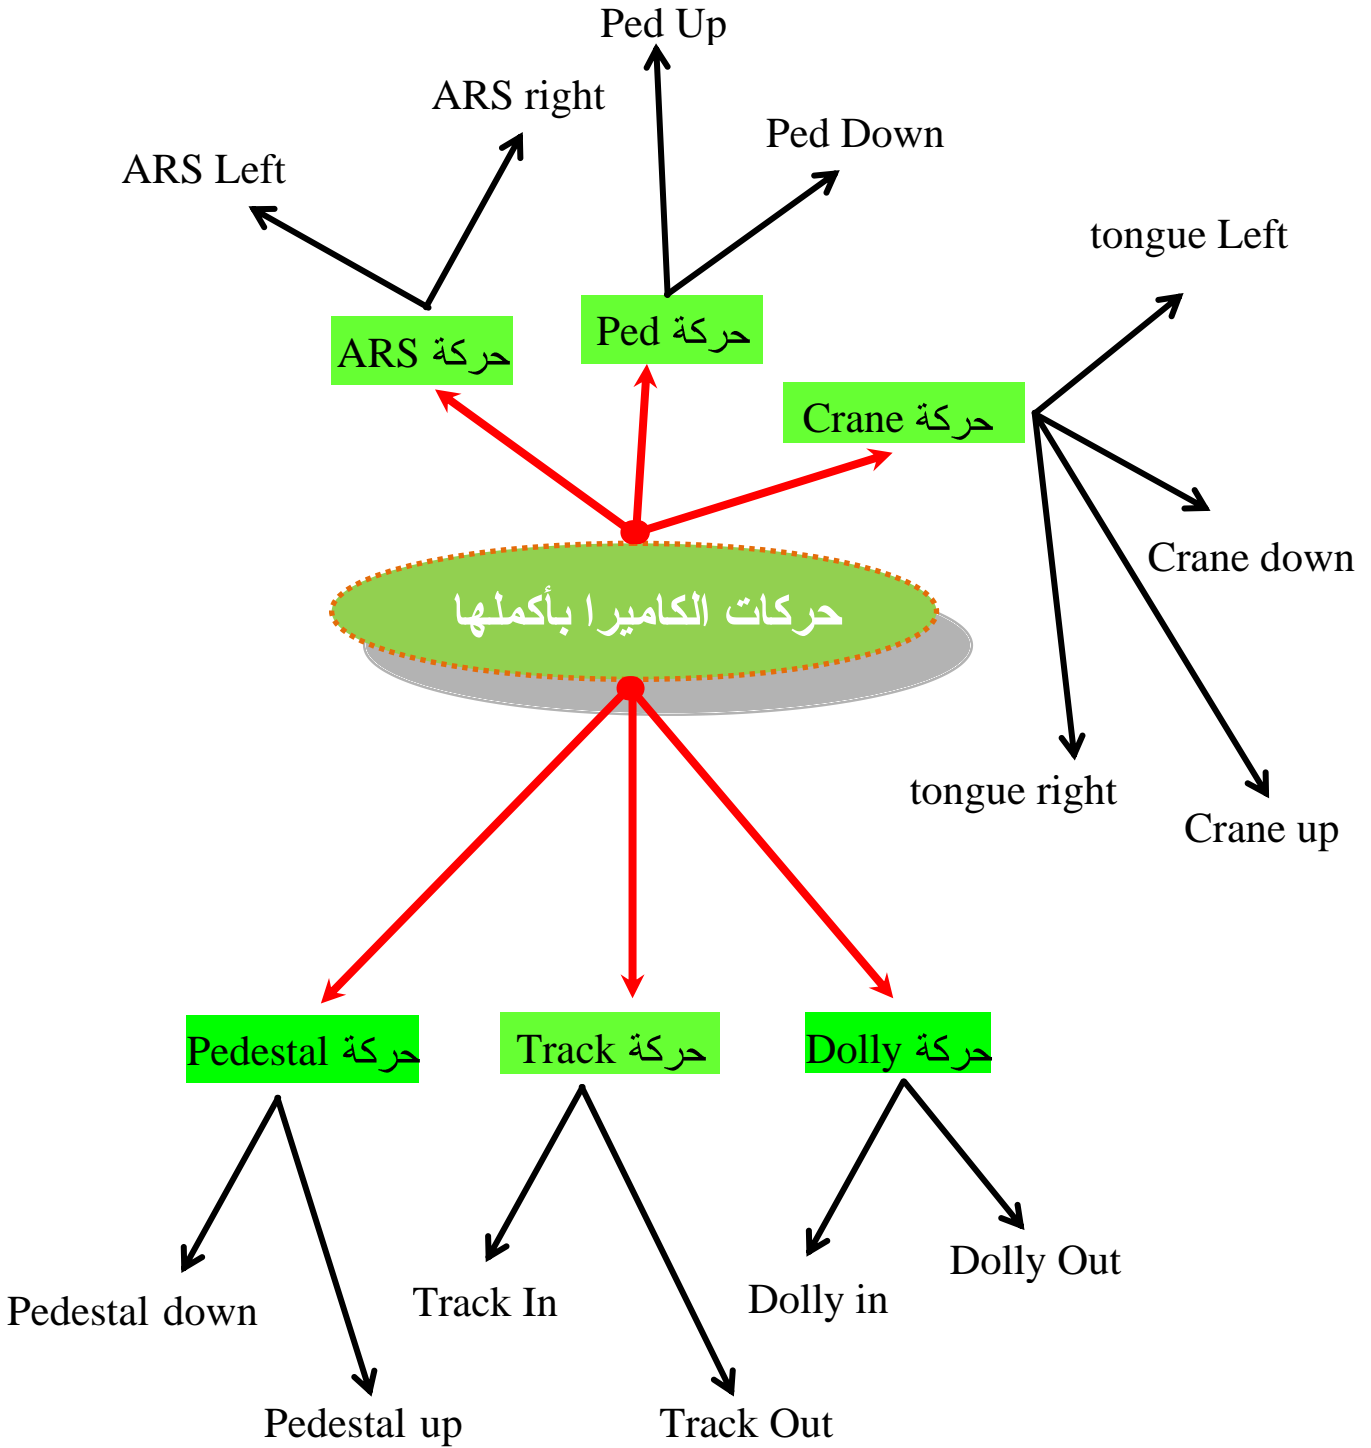 Ped Up
ARS right
Ped Down
ARS Left
tongue Left
حركة Ped
حركة ARS
حركة Crane
Crane down
حركات الكاميرا بأكملها
tongue right
Crane up
حركة Pedestal
حركة Track
حركة Dolly
Dolly Out
Pedestal down
Track In
Dolly in
Pedestal up
Track Out